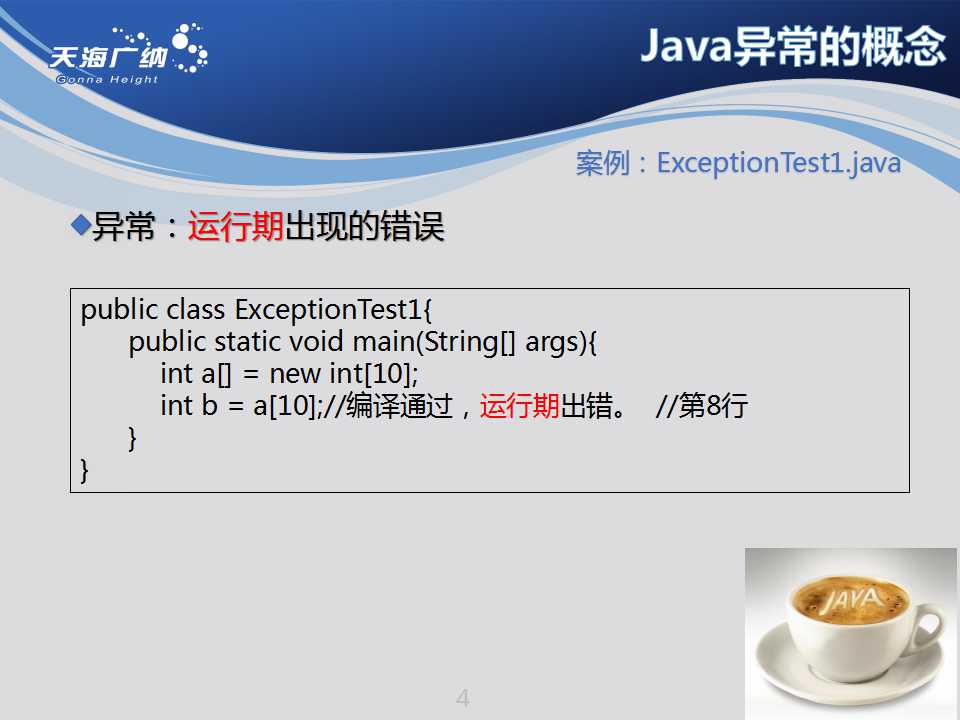 天海广纳
Gonna Height
Java异常的概念
案例：ExceptionTest1.java
异常：运行期出现的错误
public class ExceptionTest1{
public static void main(String[] args){
int a[] = new int[10];
int b = a[10];//编译通过，运行期出错。 //第8行
}
}
JAVA
4